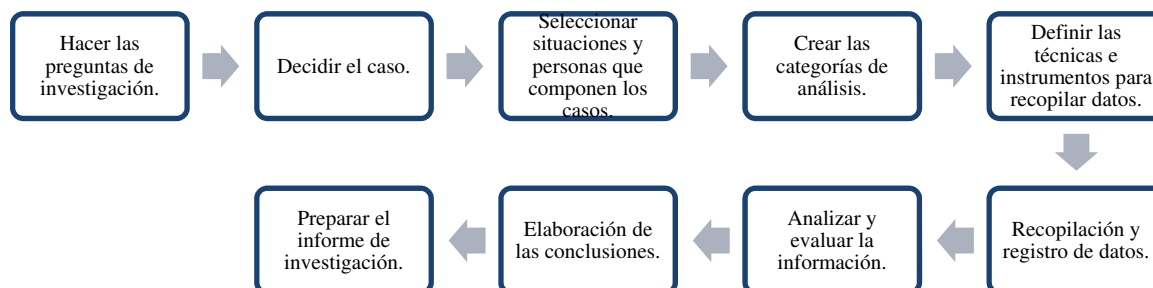 Hacer las
preguntas de
investigación.
Decidir el caso.
Seleccionar
situaciones y
personas que
componen los
casos.
Crear las
categorías de
análisis.
Definir las
técnicas e
instrumentos para
recopilar datos.
Recopilación y
registro de datos.
Analizar y
evaluar la
información.
Elaboración de
las conclusiones.
Preparar el
informe de
investigación.